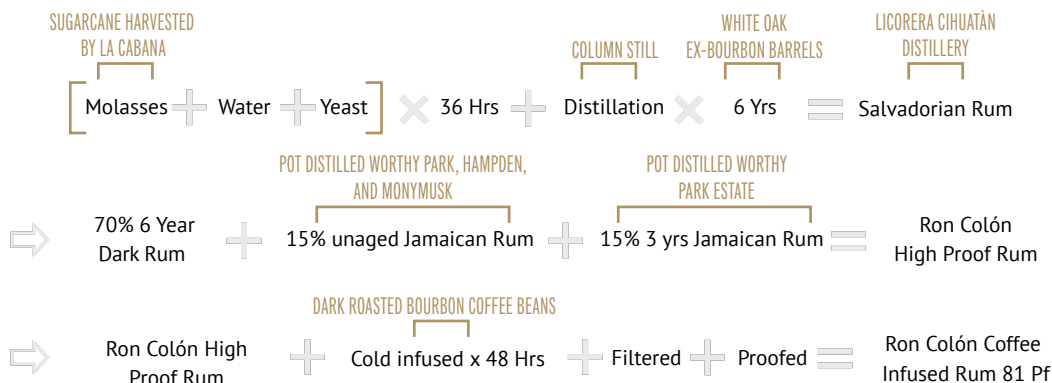 SUGARCANE HARVESTED
BY LA CABANA
COLUMN STILL
WHITE OAK
EX-BOURBON BARRELS
LICORERA CIHUATÀN
DISTILLERY
[ Molasses + Water + Yeast ] × 36 Hrs + Distillation × 6 Yrs = Salvadorian Rum
POT DISTILLED WORTHY PARK, HAMPDEN,
AND MONYMUSK
POT DISTILLED WORTHY
PARK ESTATE
70% 6 Year
Dark Rum
+ 15% unaged Jamaican Rum + 15% 3 yrs Jamaican Rum =
Ron Colón
High Proof Rum
DARK ROASTED BOURBON COFFEE BEANS
Ron Colón High
Proof Rum
+ Cold infused x 48 Hrs + Filtered + Proofed =
Ron Colón Coffee
Infused Rum 81 Pf